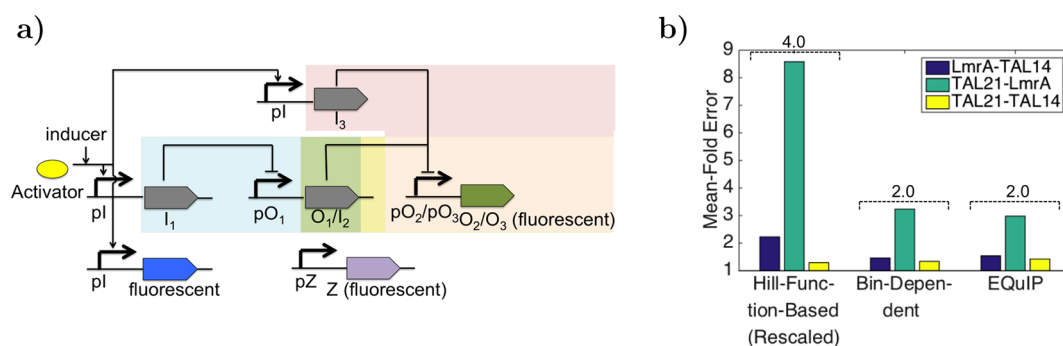 a)
pI
I3
inducer
Activator
pI
I1
pO1
O1/I2
pO2/pO3
O2/O3 (fluorescent)
pI
fluorescent
pZ
Z (fluorescent)
b)
Mean-Fold Error
9
8
7
6
5
4
3
2
1
4.0
2.0
2.0
LmrA-TAL14
TAL21-LmrA
TAL21-TAL14
Hill-Func-
tion-Based
(Rescaled)
Bin-Depen-
dent
EQuIP